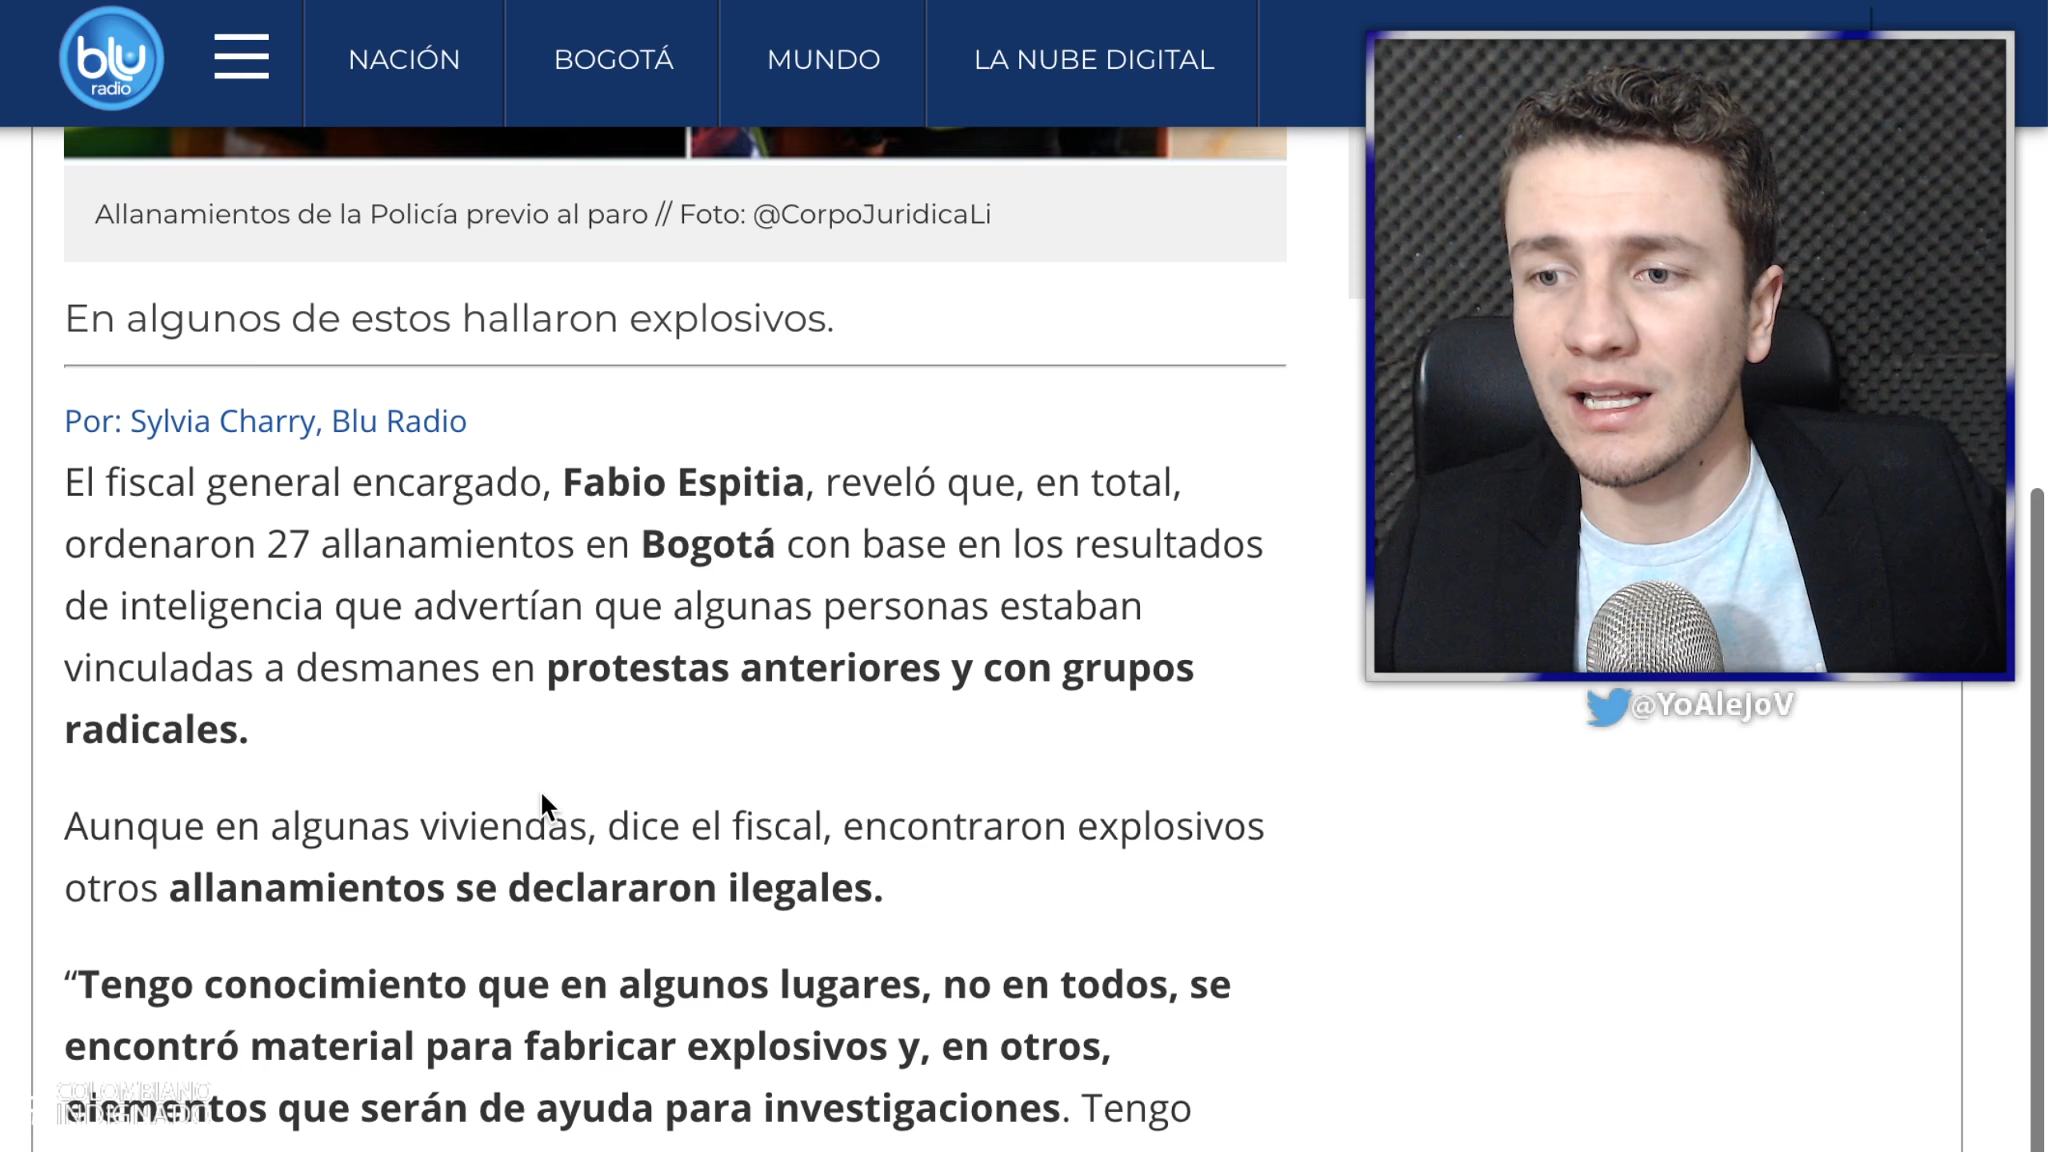 blu
radio
NACIÓN
BOGOTÁ
MUNDO
LA NUBE DIGITAL
Allanamientos de la Policía previo al paro // Foto: @CorpoJuridicaLi
En algunos de estos hallaron explosivos.
Por: Sylvia Charry, Blu Radio
El fiscal general encargado, Fabio Espitia, reveló que, en total,
ordenaron 27 allanamientos en Bogotá con base en los resultados
de inteligencia que advertían que algunas personas estaban
vinculadas a desmanes en protestas anteriores y con grupos
radicales.
Aunque en algunas viviendas, dice el fiscal, encontraron explosivos
otros allanamientos se declararon ilegales.
“Tengo conocimiento que en algunos lugares, no en todos, se
encontró material para fabricar explosivos y, en otros,
elementos que serán de ayuda para investigaciones. Tengo
@YoAleJoV
COLOMBIANO
INDIGNADO